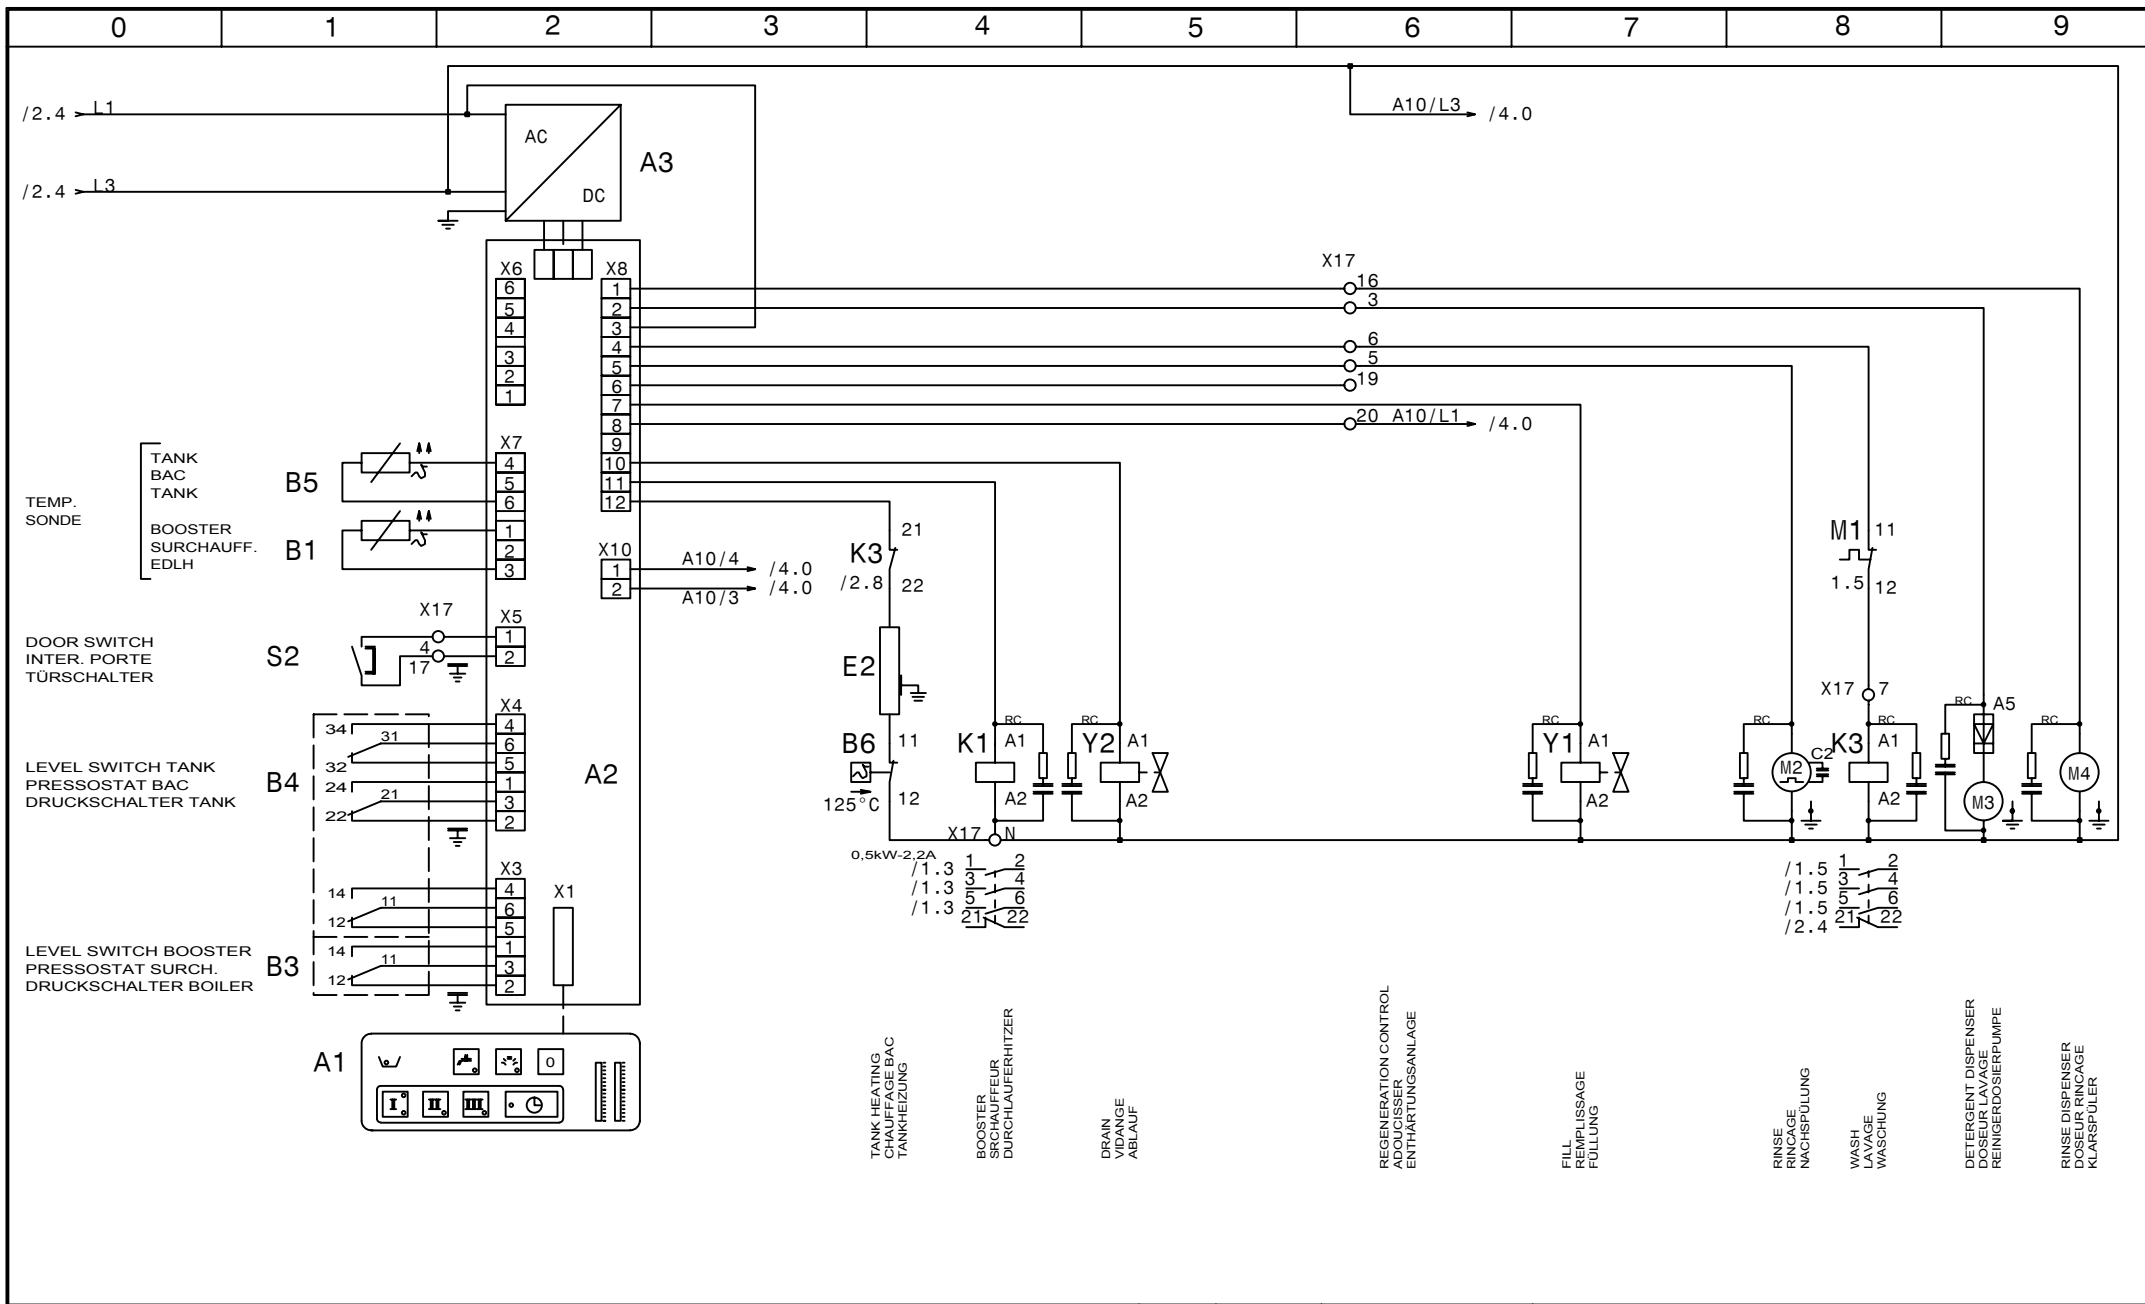 0 1 2 3 4 5 6 7 8 9
/2.4 L1
A10/L3 /4.0
AC
DC
A3
/2.4 L3
X6
6
5
4
3
2
1
X8
1
2
3
4
5
6
7
8
9
10
11
12
X17
16
3
6
5
19
20 A10/L1 /4.0
TEMP.
SONDE
TANK
BAC
TANK
B5
BOOSTER
SURCHAUFF.
EDLH
B1
X7
4
5
6
1
2
3
X10
1
2
A10/4 /4.0
A10/3 /4.0
DOOR SWITCH
INTER. PORTE
TÜRSCHALTER
S2
X17
4
17
X5
1
2
LEVEL SWITCH TANK
PRESSOSTAT BAC
DRUCKSCHALTER TANK
B4
34
31
32
24
21
22
X4
4
6
5
1
3
2
A2
14
11
12
X3
4
6
5
1
3
2
X1
LEVEL SWITCH BOOSTER
PRESSOSTAT SURCH.
DRUCKSCHALTER BOILER
B3
14
11
12
A1
0
I II III
21
K3
/2.8 22
E2
B6 11
125°C 12
0,5kW-2,2A
K1 RC
A1
A2
X17 N
/1.3 1 2
/1.3 3 4
/1.3 5 6
21 22
RC
Y2 A1
A2
RC
Y1 A1
A2
M1 11
1.5 12
X17 7
RC
M2
C2
K3 RC
A1
A2
/1.5 1 2
/1.5 3 4
/1.5 5 6
/2.4 21 22
RC A5
M3
RC
M4
TANK HEATING
CHAUFFAGE BAC
TANKHEIZUNG
BOOSTER
SRCHAUFFEUR
DURCHLAUFERHITZER
DRAIN
VIDANGE
ABLAUF
REGENERATION CONTROL
ADOUCISSER
ENTHÄRTUNGSANLAGE
FILL
REMPLISSAGE
FÜLLUNG
RINSE
RINCAGE
NACHSPÜLUNG
WASH
LAVAGE
WASCHUNG
DETERGENT DISPENSER
DOSEUR LAVAGE
REINIGERDOSIERPUMPE
RINSE DISPENSER
DOSEUR RINCAGE
KLARSPÜLER